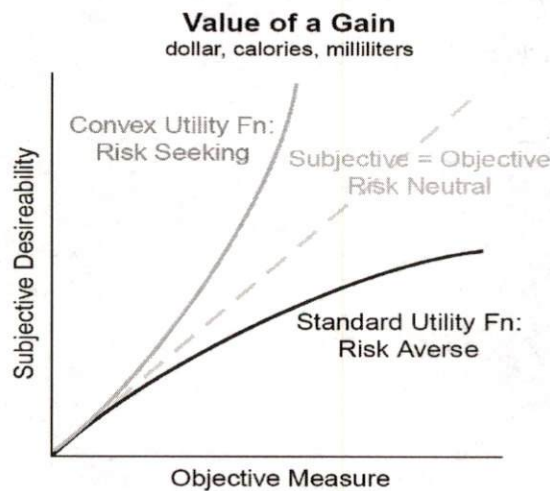 Value of a Gain
dollar, calories, milliliters
Convex Utility Fn:
Risk Seeking
Subjective = Objective
Risk Neutral
Standard Utility Fn:
Risk Averse
Subjective Desireability
Objective Measure